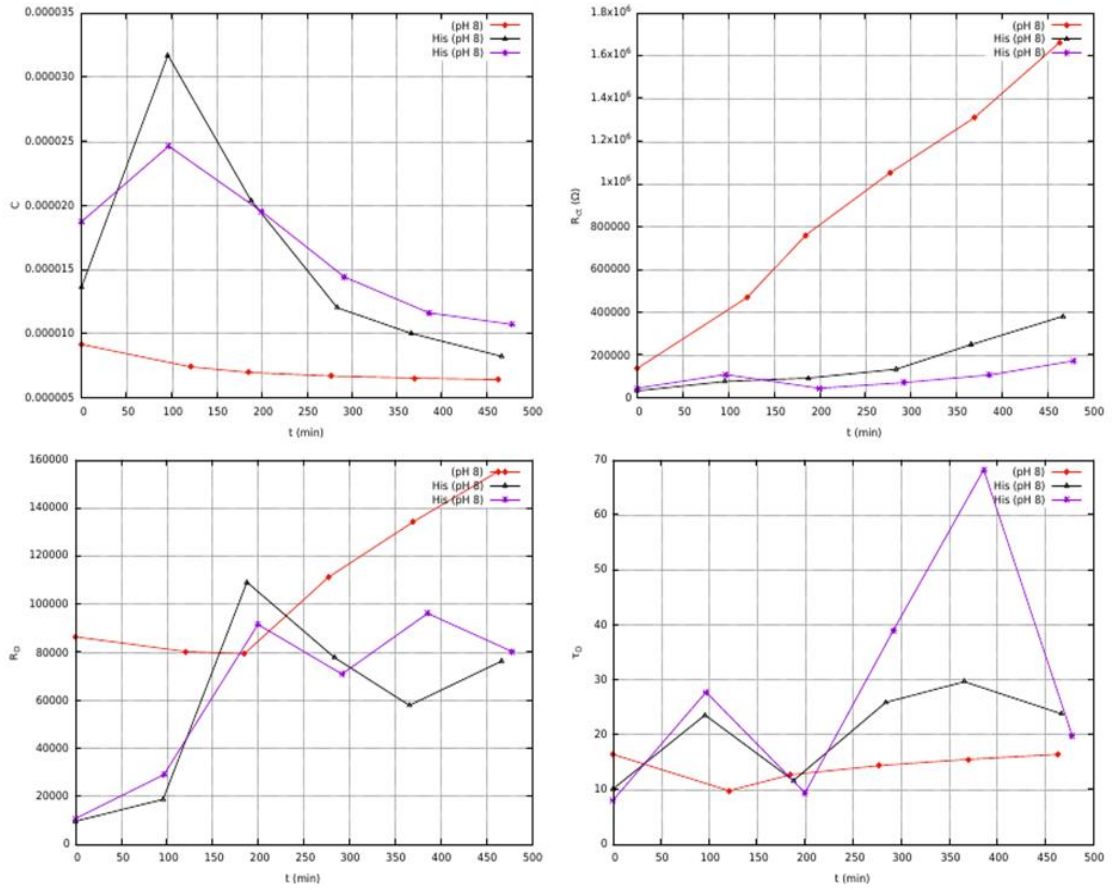 0.000035
0.000030
0.000025
0.000020
0.000015
0.000010
0.000005
C
(pH 8)
His (pH 8)
His (pH 8)
0 50 100 150 200 250 300 350 400 450 500
t (min)
1.8x10⁶
1.6x10⁶
1.4x10⁶
1.2x10⁶
1x10⁶
800000
600000
400000
200000
0
R_ct (Ω)
(pH 8)
His (pH 8)
His (pH 8)
0 50 100 150 200 250 300 350 400 450 500
t (min)
160000
140000
120000
100000
80000
60000
40000
20000
0
R_D
(pH 8)
His (pH 8)
His (pH 8)
0 50 100 150 200 250 300 350 400 450 500
t (min)
70
60
50
40
30
20
10
0
τ_D
(pH 8)
His (pH 8)
His (pH 8)
0 50 100 150 200 250 300 350 400 450 500
t (min)